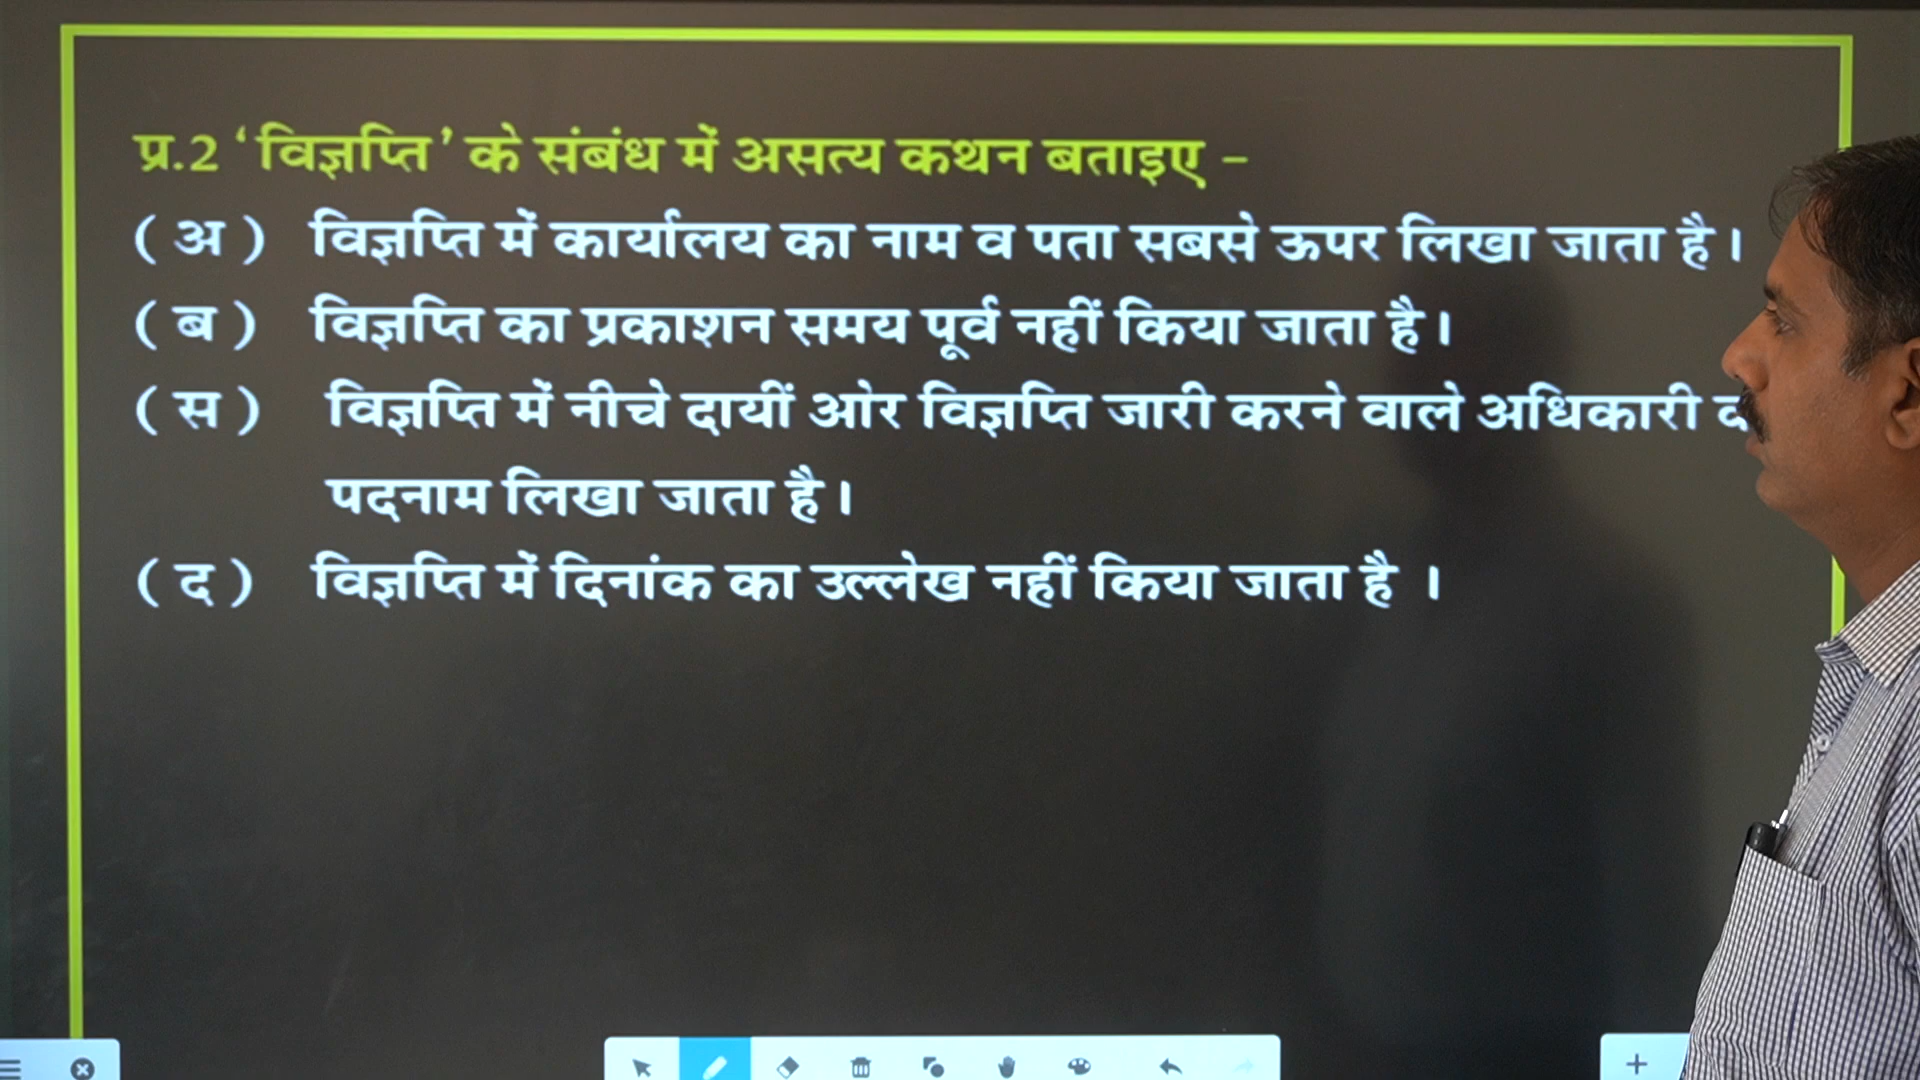 प्र.2 ‘विज्ञप्ति’ के संबंध में असत्य कथन बताइए –
( अ ) विज्ञप्ति में कार्यालय का नाम व पता सबसे ऊपर लिखा जाता है।
( ब ) विज्ञप्ति का प्रकाशन समय पूर्व नहीं किया जाता है।
( स ) विज्ञप्ति में नीचे दायीं ओर विज्ञप्ति जारी करने वाले अधिकारी
पदनाम लिखा जाता है।
( द ) विज्ञप्ति में दिनांक का उल्लेख नहीं किया जाता है ।